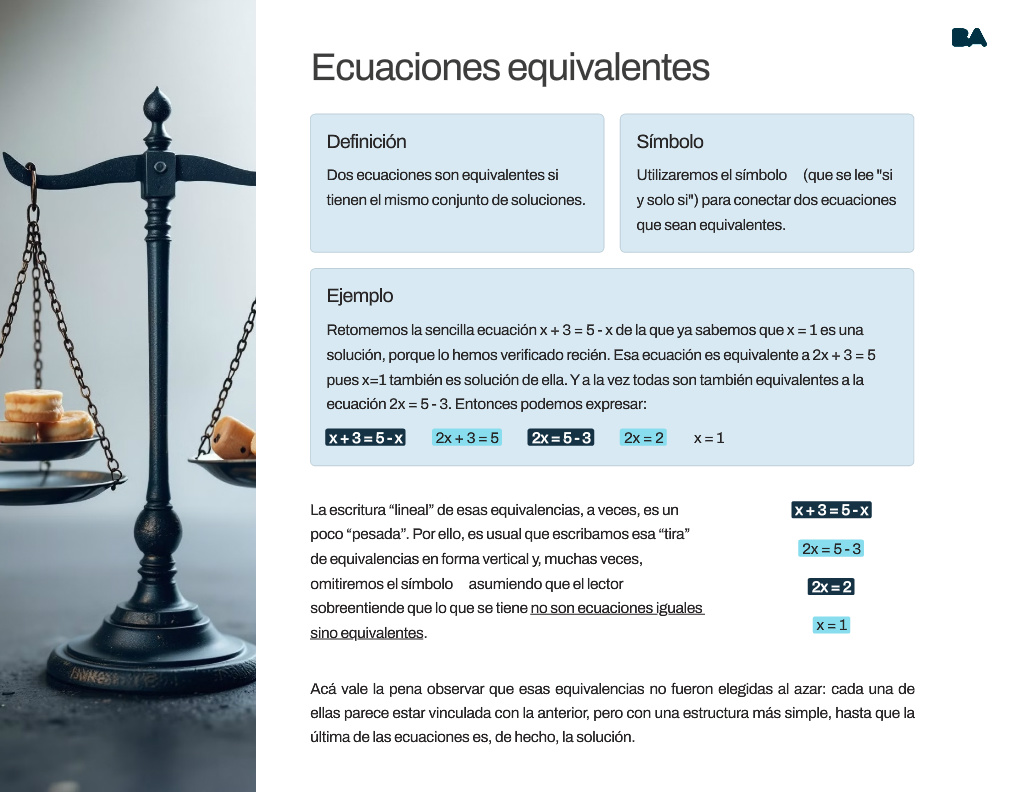 BA
Ecuaciones equivalentes
Definición
Dos ecuaciones son equivalentes si
tienen el mismo conjunto de soluciones.
Símbolo
Utilizaremos el símbolo (que se lee "si
y solo si") para conectar dos ecuaciones
que sean equivalentes.
Ejemplo
Retomemos la sencilla ecuación x + 3 = 5 - x de la que ya sabemos que x = 1 es una
solución, porque lo hemos verificado recién. Esa ecuación es equivalente a 2x + 3 = 5
pues x=1 también es solución de ella. Y a la vez todas son también equivalentes a la
ecuación 2x = 5 - 3. Entonces podemos expresar:
x + 3 = 5 - x 2x + 3 = 5 2x = 5 - 3 2x = 2 x = 1
La escritura “lineal” de esas equivalencias, a veces, es un
poco “pesada”. Por ello, es usual que escribamos esa “tira”
de equivalencias en forma vertical y, muchas veces,
omitiremos el símbolo asumiendo que el lector
sobreentiende que lo que se tiene no son ecuaciones iguales
sino equivalentes.
x + 3 = 5 - x
2x = 5 - 3
2x = 2
x = 1
Acá vale la pena observar que esas equivalencias no fueron elegidas al azar: cada una de
ellas parece estar vinculada con la anterior, pero con una estructura más simple, hasta que la
última de las ecuaciones es, de hecho, la solución.